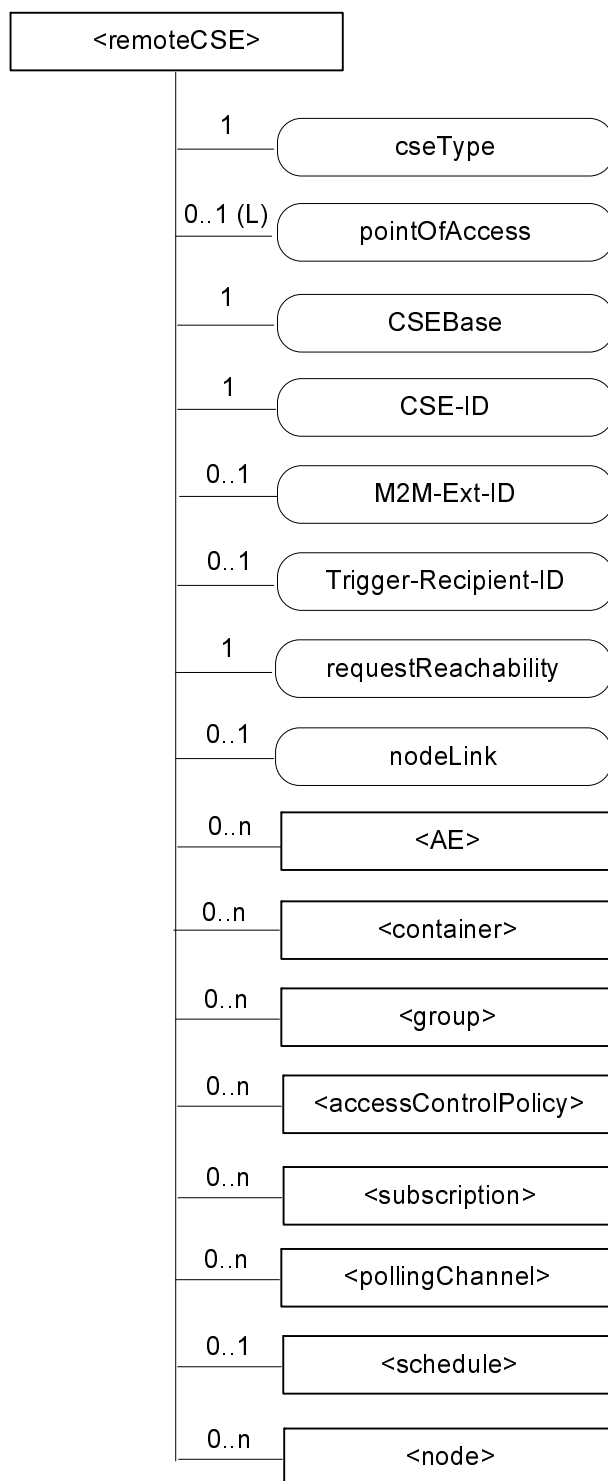 <remoteCSE>
1
cseType
0..1 (L)
pointOfAccess
1
CSEBase
1
CSE-ID
0..1
M2M-Ext-ID
0..1
Trigger-Recipient-ID
1
requestReachability
0..1
nodeLink
0..n
<AE>
0..n
<container>
0..n
<group>
0..n
<accessControlPolicy>
0..n
<subscription>
0..n
<pollingChannel>
0..1
<schedule>
0..n
<node>